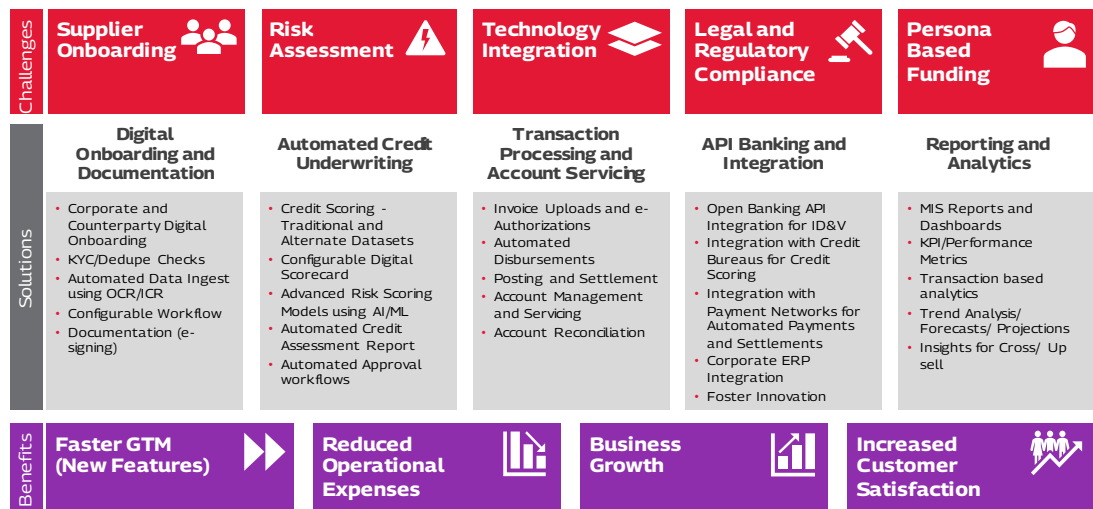 Challenges
Supplier
Onboarding
Risk
Assessment
Technology
Integration
Legal and
Regulatory
Compliance
Persona
Based
Funding
Solutions
Digital
Onboarding and
Documentation
• Corporate and
Counterparty Digital
Onboarding
• KYC/Dedupe Checks
• Automated Data Ingest
using OCR/ICR
• Configurable Workflow
• Documentation (e-
signing)
Automated Credit
Underwriting
• Credit Scoring -
Traditional and
Alternate Datasets
• Configurable Digital
Scorecard
• Advanced Risk Scoring
Models using AI/ML
• Automated Credit
Assessment Report
• Automated Approval
workflows
Transaction
Processing and
Account Servicing
• Invoice Uploads and e-
Authorizations
• Automated
Disbursements
• Posting and Settlement
• Account Management
and Servicing
• Account Reconciliation
API Banking and
Integration
• Open Banking API
Integration for ID&V
• Integration with Credit
Bureaus for Credit
Scoring
• Integration with
Payment Networks for
Automated Payments
and Settlements
• Corporate ERP
Integration
• Foster Innovation
Reporting and
Analytics
• MIS Reports and
Dashboards
• KPI/Performance
Metrics
• Transaction based
analytics
• Trend Analysis/
Forecasts/ Projections
• Insights for Cross/ Up
sell
Benefits
Faster GTM
(New Features)
Reduced
Operational
Expenses
Business
Growth
Increased
Customer
Satisfaction